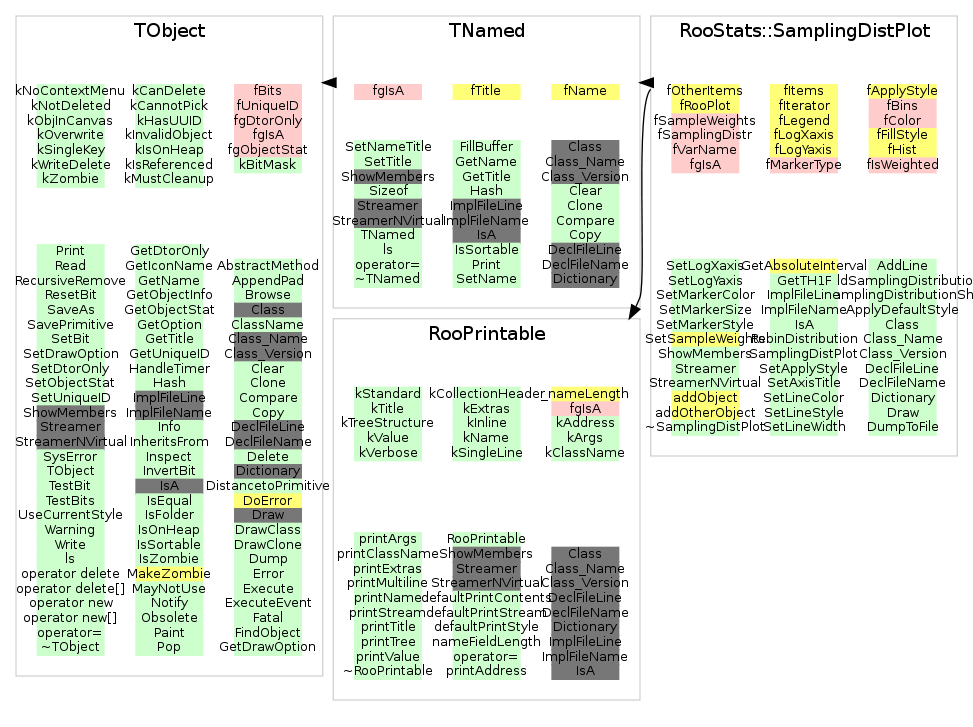 TObject
kNoContextMenu
kNotDeleted
kObjInCanvas
kOverwrite
kSingleKey
kWriteDelete
kZombie
kCanDelete
kCannotPick
kHasUUID
kInvalidObject
kIsOnHeap
kIsReferenced
kMustCleanup
fBits
fUniqueID
fgDtorOnly
fgIsA
fgObjectStat
kBitMask
Print
Read
RecursiveRemove
ResetBit
SaveAs
SavePrimitive
SetBit
SetDrawOption
SetDtorOnly
SetObjectStat
SetUniqueID
ShowMembers
Streamer
StreamerNVirtual
SysError
TObject
TestBit
TestBits
UseCurrentStyle
Warning
Write
ls
operator delete
operator delete[]
operator new
operator new[]
operator=
~TObject
GetDtorOnly
GetIconName
GetName
GetObjectInfo
GetObjectStat
GetOption
GetTitle
GetUniqueID
HandleTimer
Hash
ImplFileLine
ImplFileName
Info
InheritsFrom
Inspect
InvertBit
IsA
IsEqual
IsFolder
IsOnHeap
IsSortable
IsZombie
MakeZombie
MayNotUse
Notify
Obsolete
Paint
Pop
AbstractMethod
AppendPad
Browse
Class
ClassName
Class_Name
Class_Version
Clear
Clone
Compare
Copy
DeclFileLine
DeclFileName
Delete
Dictionary
DistancetoPrimitive
DoError
Draw
DrawClass
DrawClone
Dump
Error
Execute
ExecuteEvent
Fatal
FindObject
GetDrawOption
TNamed
fgIsA
fTitle
fName
SetNameTitle
SetTitle
ShowMembers
Sizeof
Streamer
StreamerNVirtual
TNamed
ls
operator=
~TNamed
FillBuffer
GetName
GetTitle
Hash
ImplFileLine
ImplFileName
IsA
IsSortable
Print
SetName
Class
Class_Name
Class_Version
Clear
Clone
Compare
Copy
DeclFileLine
DeclFileName
Dictionary
RooPrintable
kStandard
kTitle
kTreeStructure
kValue
kVerbose
kCollectionHeader
kExtras
kInline
kName
kSingleLine
_nameLength
fgIsA
kAddress
kArgs
kClassName
printArgs
printClassName
printExtras
printMultiline
printName
printStream
printTitle
printTree
printValue
~RooPrintable
RooPrintable
ShowMembers
Streamer
StreamerNVirtual
defaultPrintContents
defaultPrintStream
defaultPrintStyle
nameFieldLength
operator=
printAddress
Class
Class_Name
Class_Version
DeclFileLine
DeclFileName
Dictionary
ImplFileLine
ImplFileName
IsA
RooStats::SamplingDistPlot
fOtherItems
fRooPlot
fSampleWeights
fSamplingDistr
fVarName
fgIsA
fItems
fIterator
fLegend
fLogXaxis
fLogYaxis
fMarkerType
fApplyStyle
fBins
fColor
fFillStyle
fHist
fIsWeighted
SetLogXaxis
SetLogYaxis
SetMarkerColor
SetMarkerSize
SetMarkerStyle
SetSampleWeights
ShowMembers
Streamer
StreamerNVirtual
addObject
addOtherObject
~SamplingDistPlot
GetAbsoluteInterval
GetTH1F
ImplFileLine
ImplFileName
IsA
SamplingDistPlot
SetApplyStyle
SetAxisTitle
SetLineColor
SetLineStyle
SetLineWidth
AddLine
ApplyDefaultStyle
Class
Class_Name
Class_Version
DeclFileLine
DeclFileName
Dictionary
Draw
DumpToFile